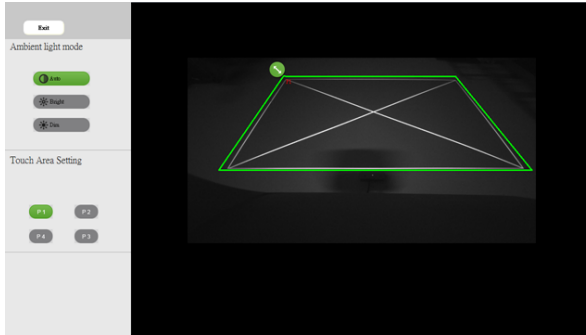 Exit
Ambient light mode
Auto
Bright
Dim
Touch Area Setting
P 1 P 2
P 4 P 3